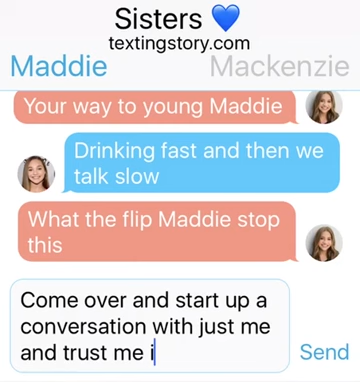 Sisters 💙
textingstory.com
Maddie Mackenzie
Your way to young Maddie
Drinking fast and then we
talk slow
What the flip Maddie stop
this
Come over and start up a
conversation with just me
and trust me i
Send